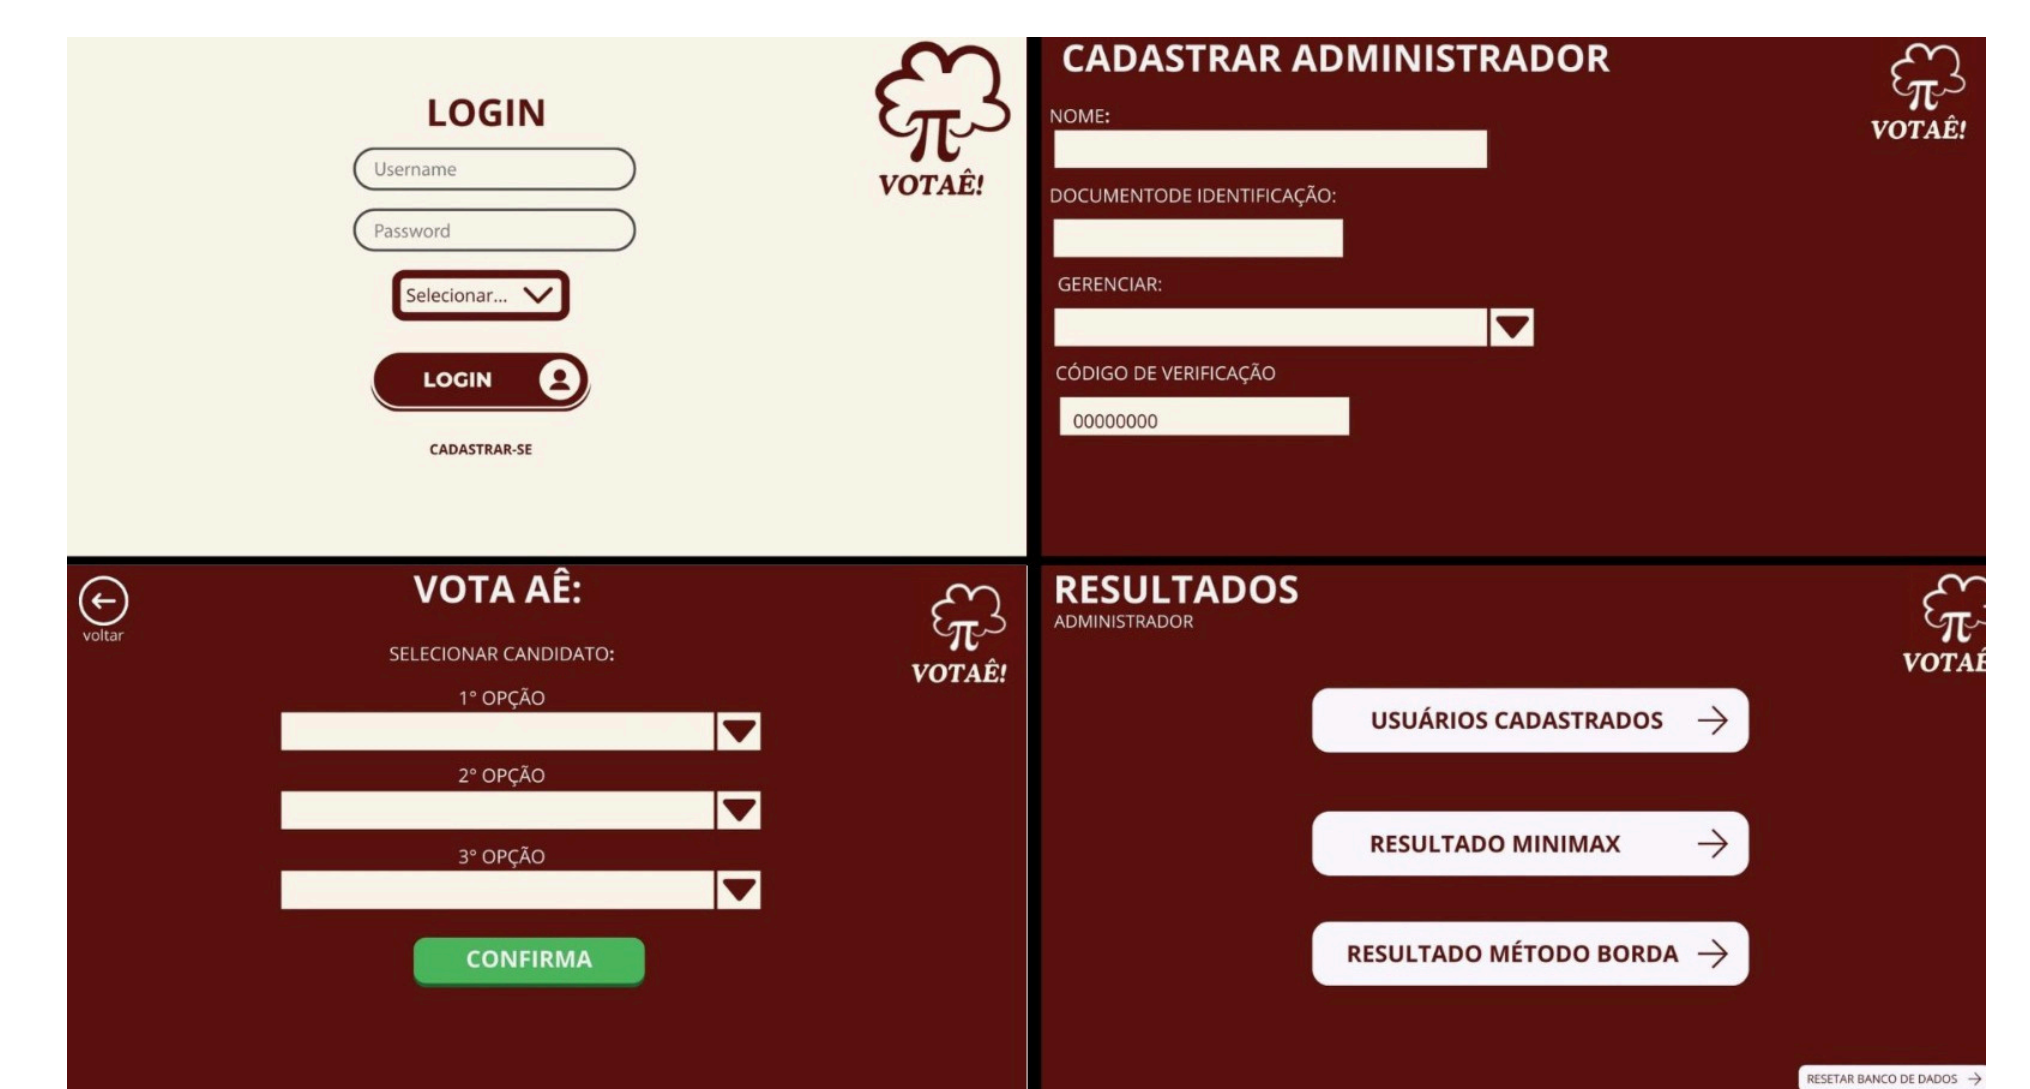 LOGIN
Username
Password
Selecionar...
LOGIN
CADASTRAR-SE
π
VOTAÊ!
CADASTRAR ADMINISTRADOR
NOME:
DOCUMENTODE IDENTIFICAÇÃO:
GERENCIAR:
CÓDIGO DE VERIFICAÇÃO
00000000
π
VOTAÊ!
voltar
VOTA AÊ:
SELECIONAR CANDIDATO:
1° OPÇÃO
2° OPÇÃO
3° OPÇÃO
CONFIRMA
π
VOTAÊ!
RESULTADOS
ADMINISTRADOR
USUÁRIOS CADASTRADOS
RESULTADO MINIMAX
RESULTADO MÉTODO BORDA
π
VOTAÊ
RESETAR BANCO DE DADOS